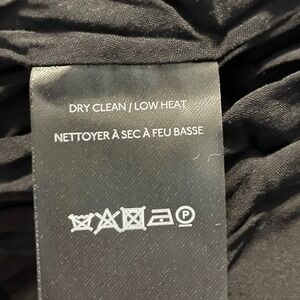 DRY CLEAN / LOW HEAT
NETTOYER À SEC À FEU BASSE
P